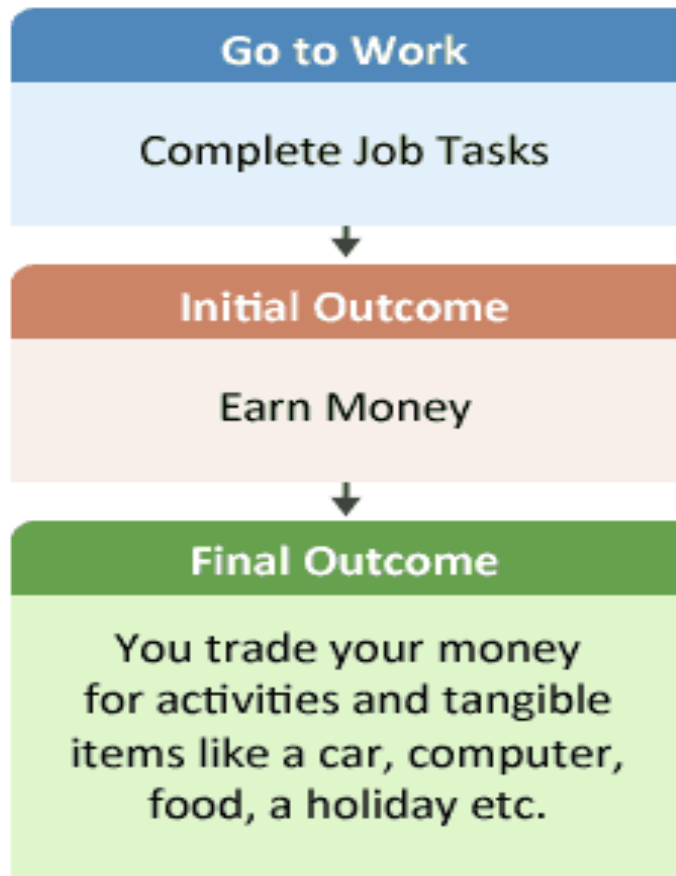 Go to Work
Complete Job Tasks
Initial Outcome
Earn Money
Final Outcome
You trade your money
for activities and tangible
items like a car, computer,
food, a holiday etc.